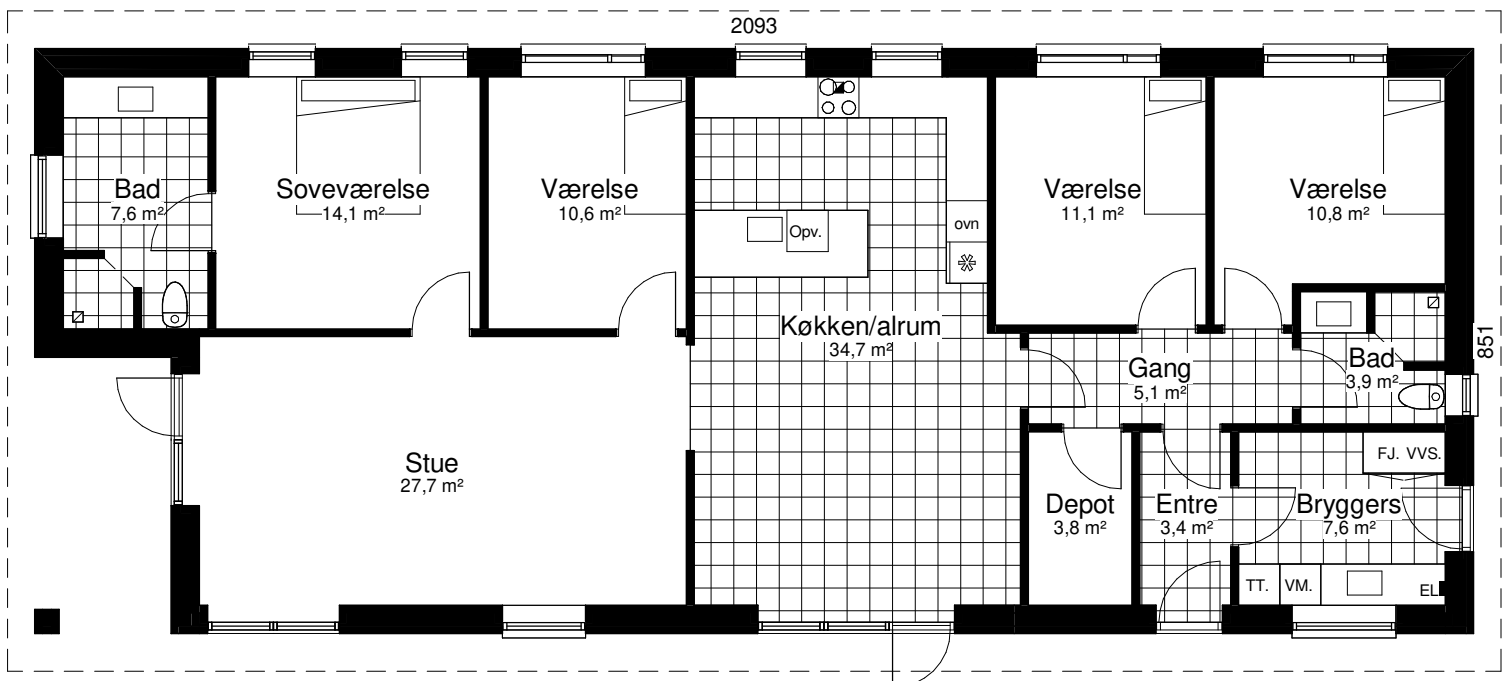 2093
Bad
7,6 m²
Soveværelse
14,1 m²
Værelse
10,6 m²
Opv.
ovn
Værelse
11,1 m²
Værelse
10,8 m²
Køkken/alrum
34,7 m²
Gang
5,1 m²
Bad
3,9 m²
851
Stue
27,7 m²
Depot
3,8 m²
Entre
3,4 m²
FJ. VVS.
Bryggers
7,6 m²
TT.
VM.
EL